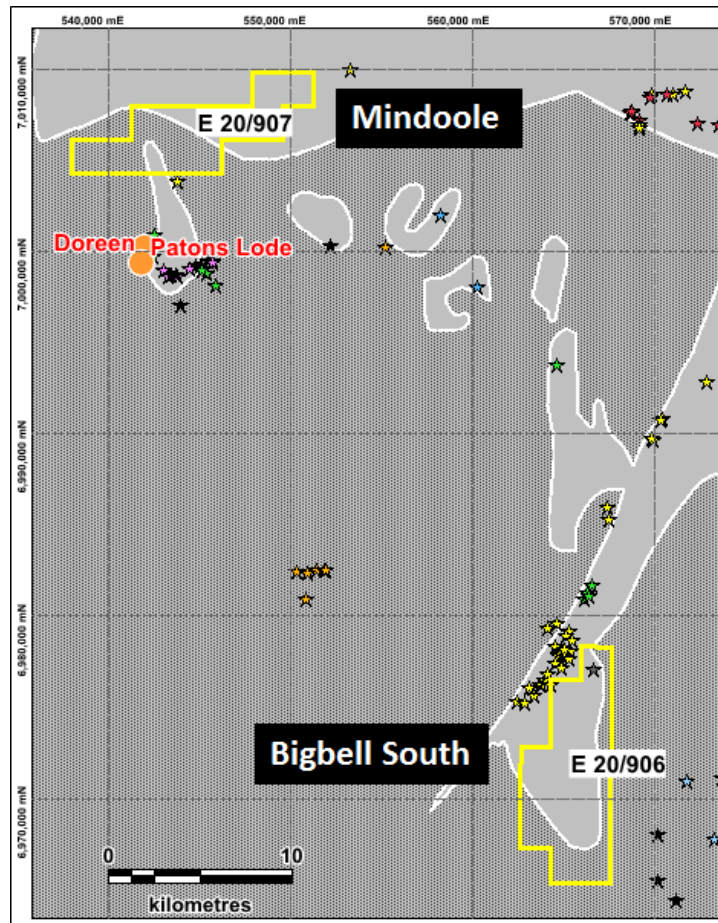 540,000 mE
550,000 mE
560,000 mE
570,000 mE
7,010,000 mN
E 20/907
Mindoole
Doreen
Patons Lode
7,000,000 mN
6,990,000 mN
6,980,000 mN
Bigbell South
E 20/906
6,970,000 mN
0
10
kilometres